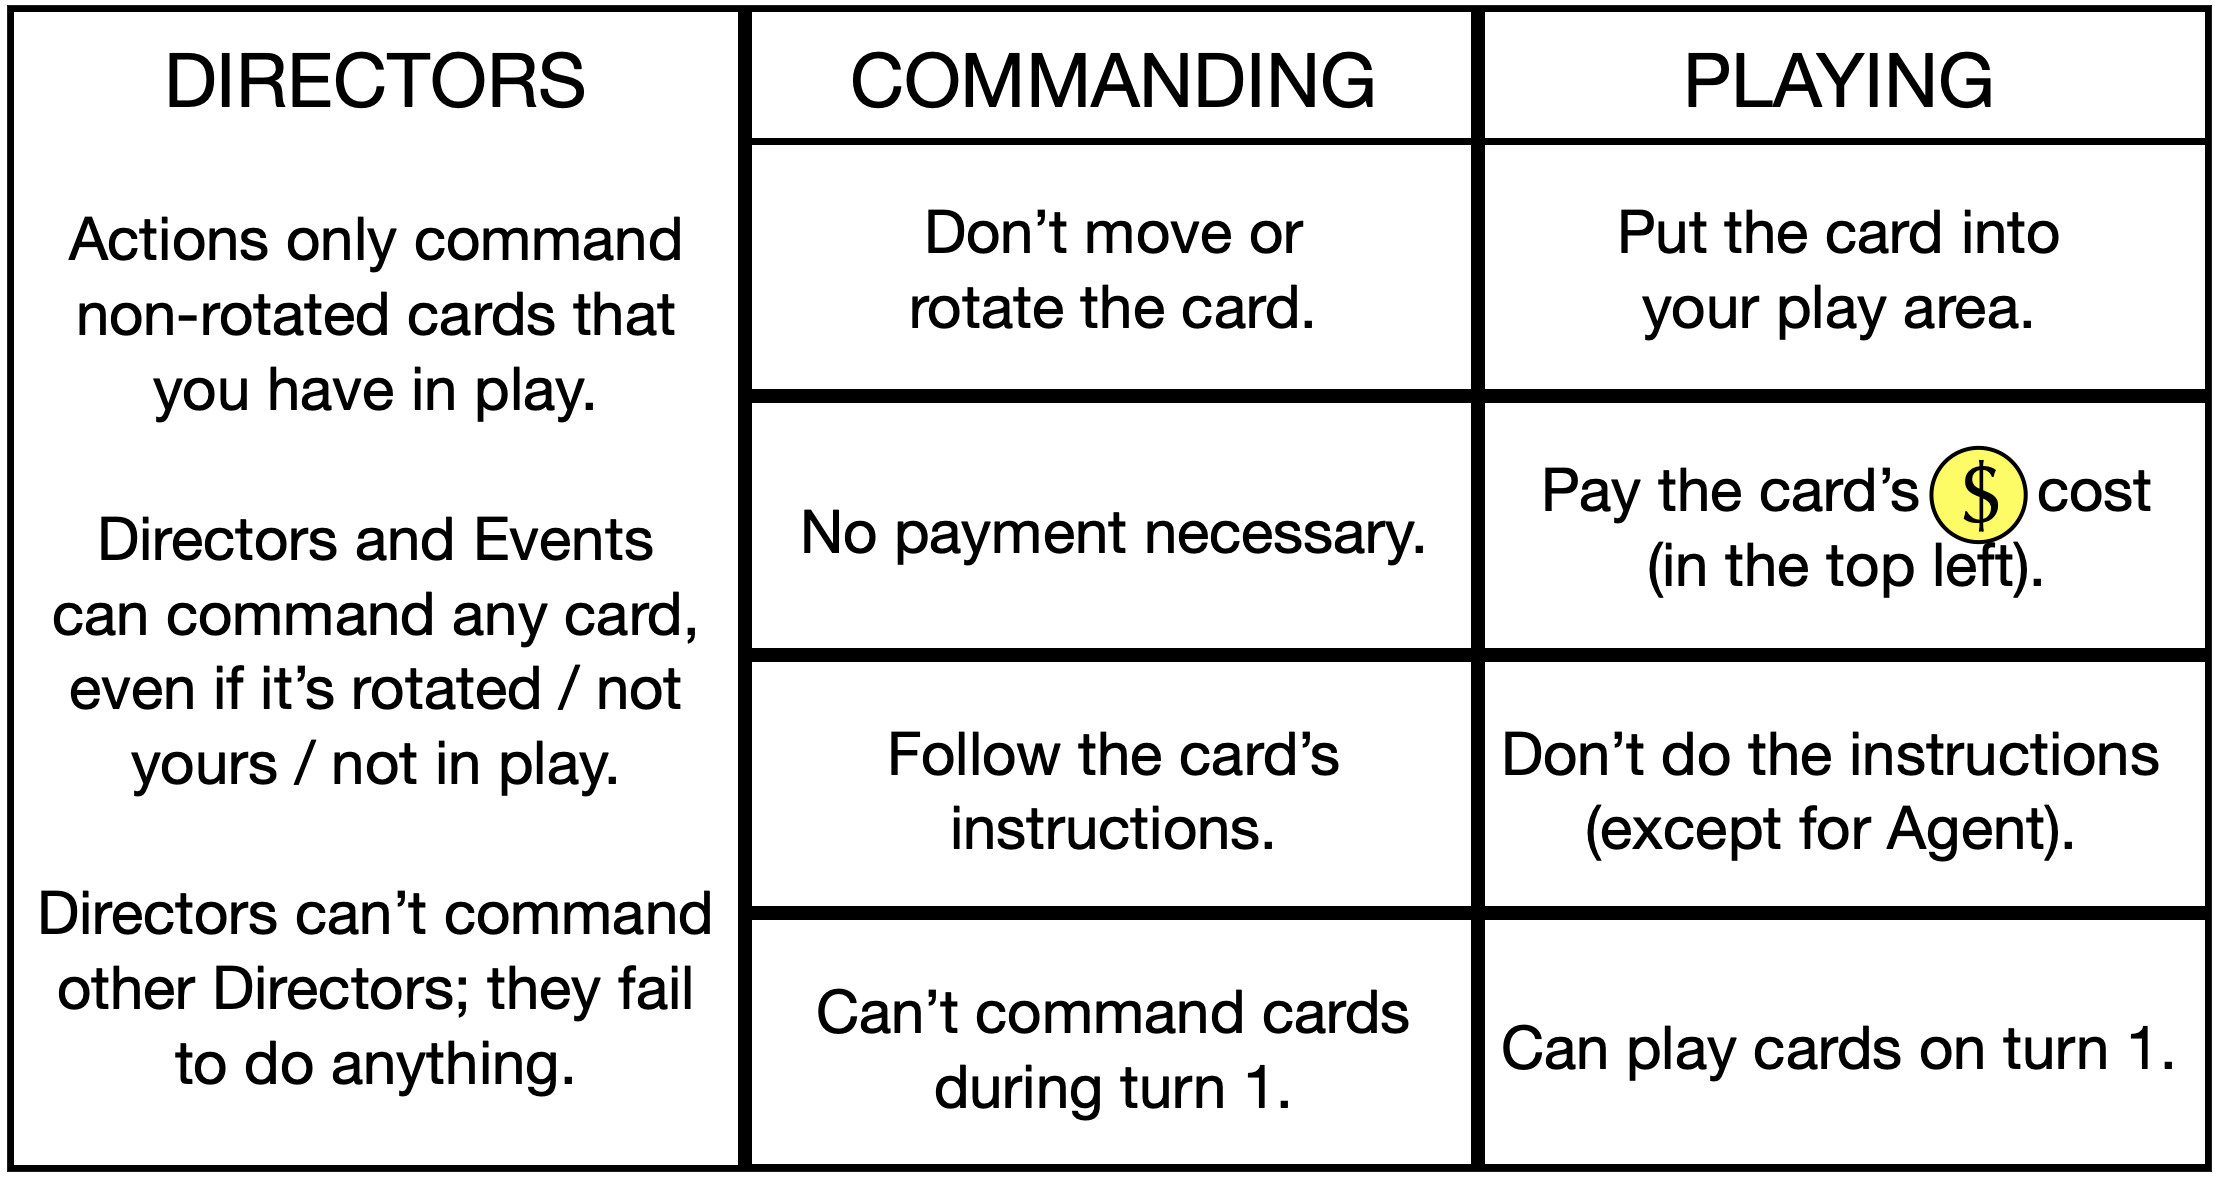 DIRECTORS
Actions only command
non-rotated cards that
you have in play.
Directors and Events
can command any card,
even if it’s rotated / not
yours / not in play.
Directors can’t command
other Directors; they fail
to do anything.
COMMANDING
Don’t move or
rotate the card.
No payment necessary.
Follow the card’s
instructions.
Can’t command cards
during turn 1.
PLAYING
Put the card into
your play area.
Pay the card’s $ cost
(in the top left).
Don’t do the instructions
(except for Agent).
Can play cards on turn 1.